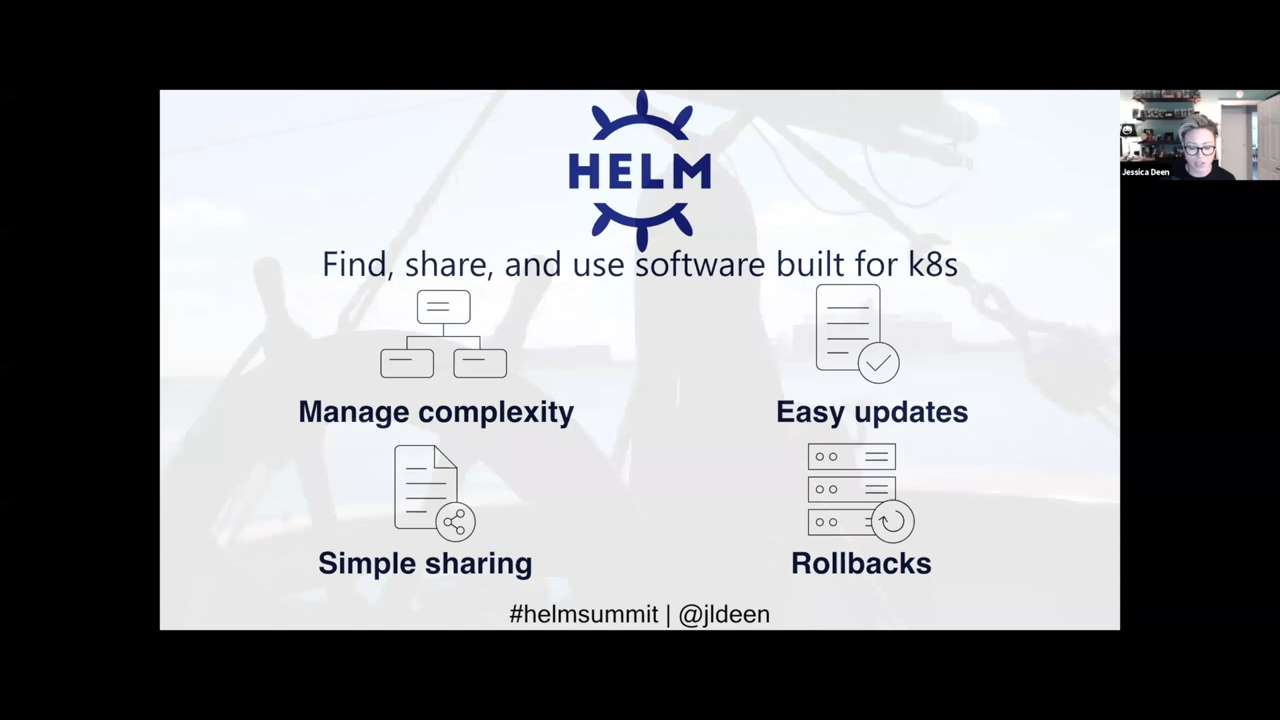 HELM
Find, share, and use software built for k8s
Manage complexity
Easy updates
Simple sharing
Rollbacks
#helmsummit | @jldeen
Jessica Deen